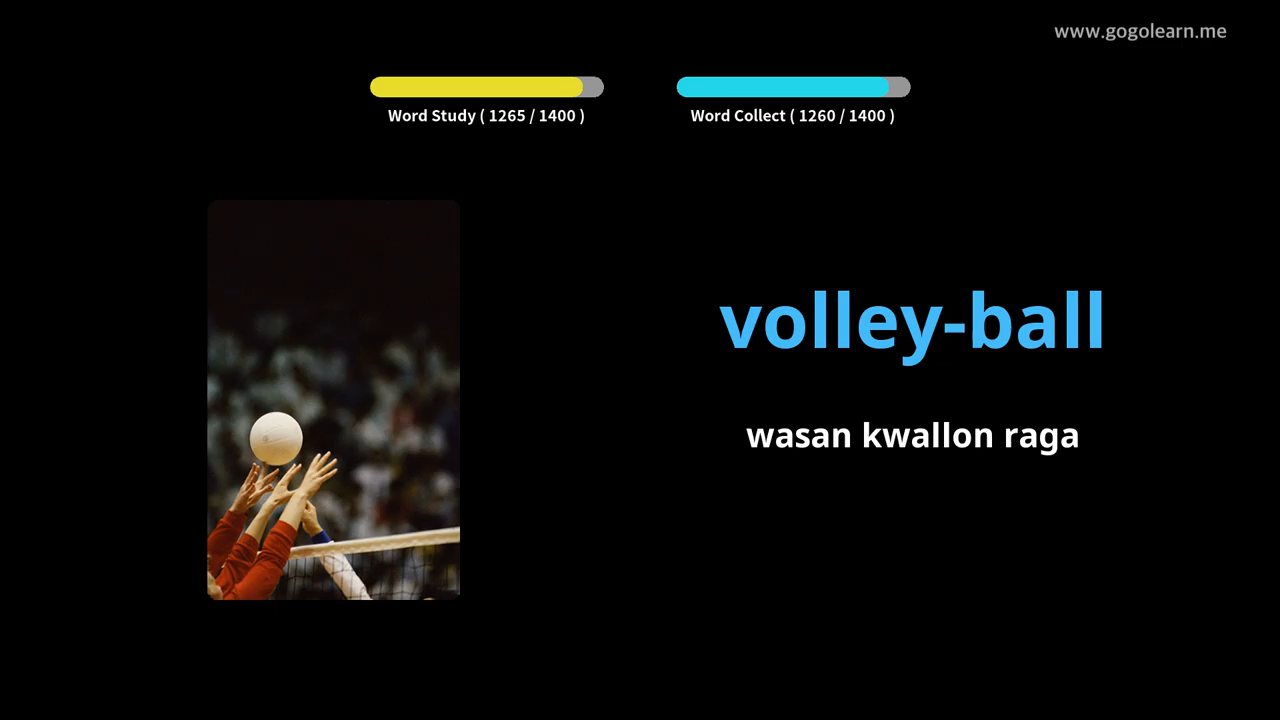 www.gogolearn.me
Word Study ( 1265 / 1400 )
Word Collect ( 1260 / 1400 )
volley-ball
wasan kwallon raga